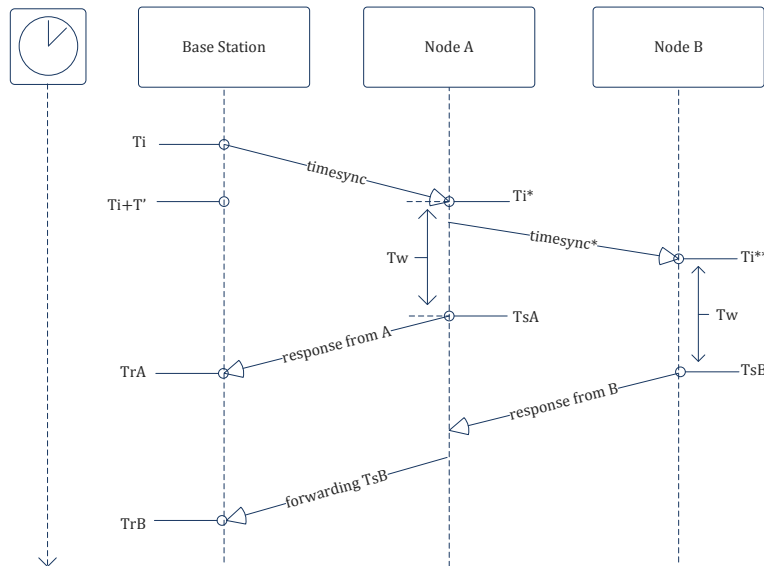 Base Station
Node A
Node B
Ti
timesync
Ti+T'
Ti*
timesync*
Tw
Ti**
TsA
Tw
response from A
TrA
TsB
response from B
forwarding TsB
TrB